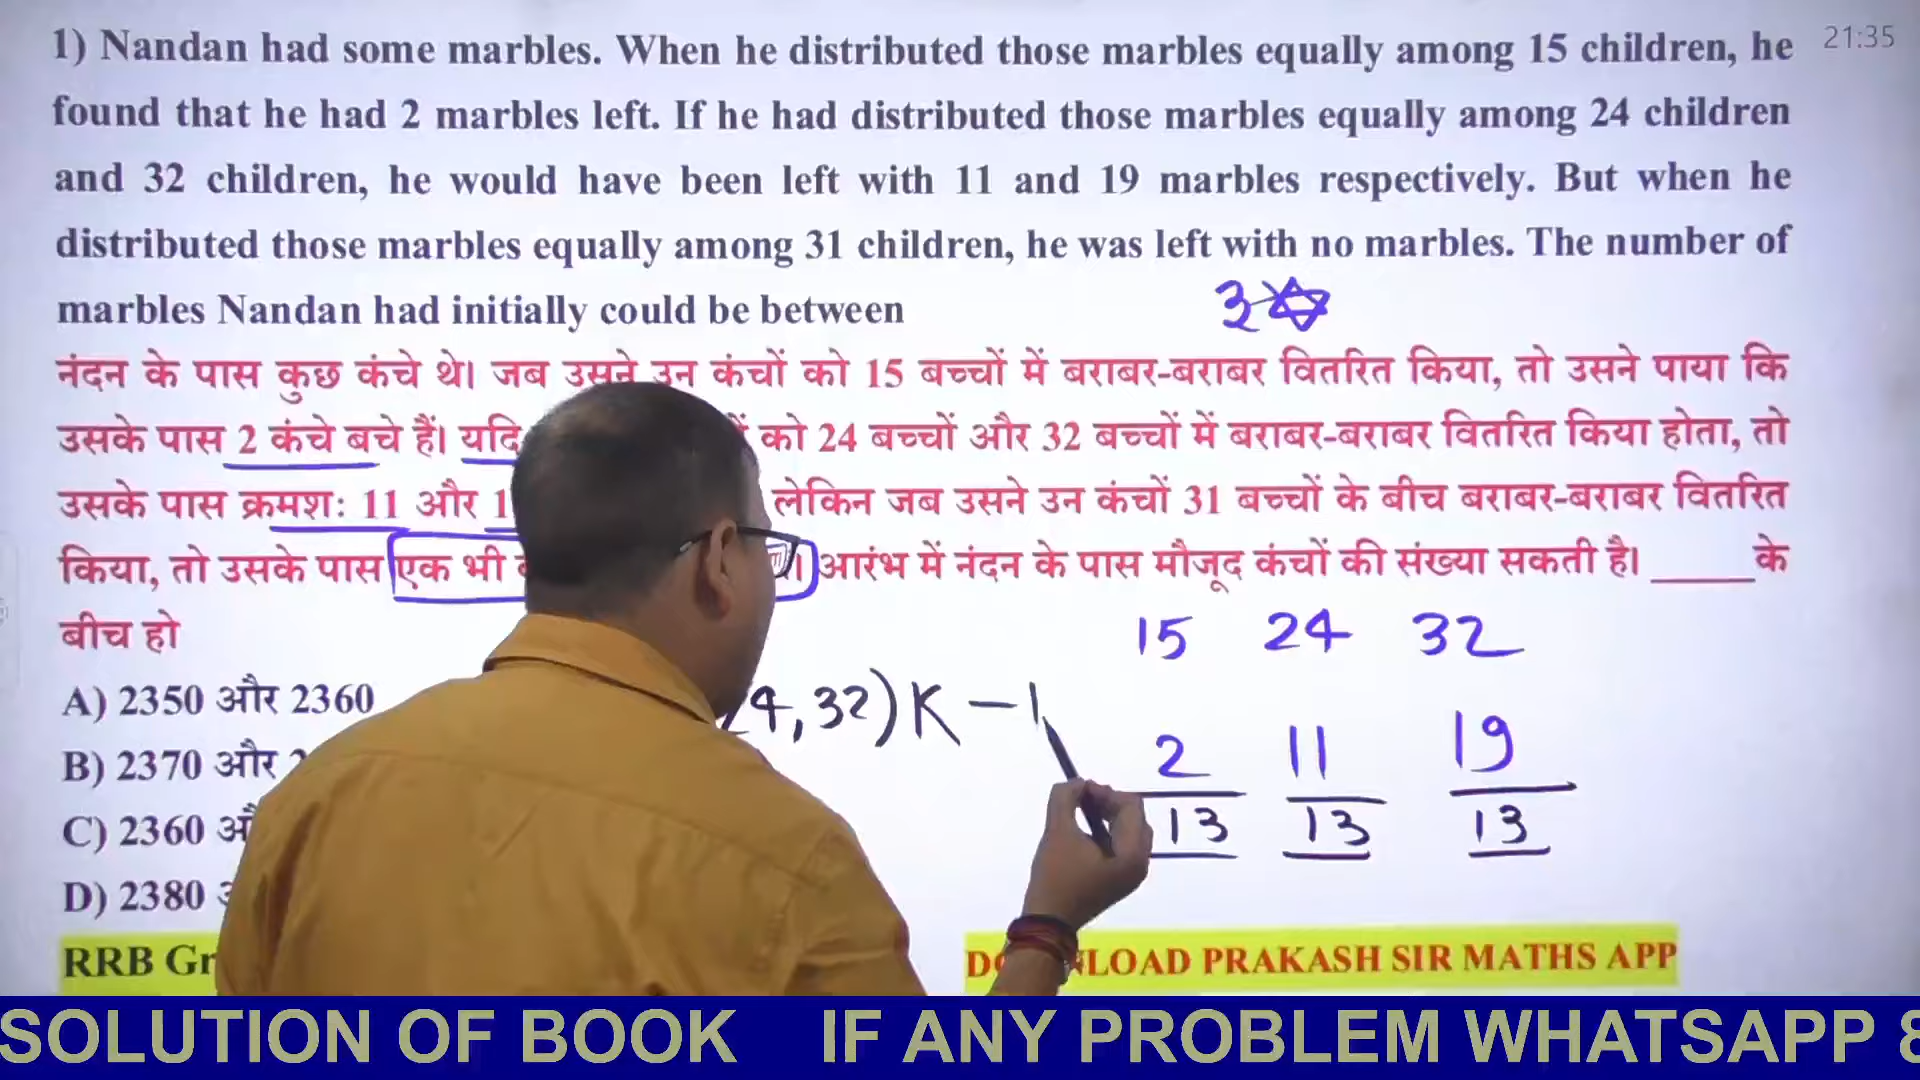 1) Nandan had some marbles. When he distributed those marbles equally among 15 children, he
21:35
found that he had 2 marbles left. If he had distributed those marbles equally among 24 children
and 32 children, he would have been left with 11 and 19 marbles respectively. But when he
distributed those marbles equally among 31 children, he was left with no marbles. The number of
marbles Nandan had initially could be between
नंदन के पास कुछ कंचे थे। जब उसने उन कंचों को 15 बच्चों में बराबर-बराबर वितरित किया, तो उसने पाया कि
उसके पास 2 कंचे बचे हैं। यदि को 24 बच्चों और 32 बच्चों में बराबर-बराबर वितरित किया होता, तो
उसके पास क्रमशः 11 और 1 लेकिन जब उसने उन कंचों 31 बच्चों के बीच बराबर-बराबर वितरित
किया, तो उसके पास एक भी आरंभ में नंदन के पास मौजूद कंचों की संख्या सकती है। _____के
बीच हो
15 24 32
A) 2350 और 2360
4,32)K-1
2 11 19
B) 2370 और
13 13 13
C) 2360
D) 2380
RRB Gr
LOAD PRAKASH SIR MATHS APP
SOLUTION OF BOOK IF ANY PROBLEM WHATSAPP 8